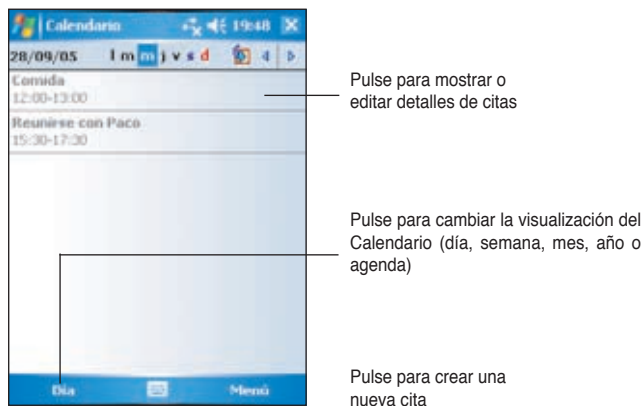 Calendario 19:48
28/09/05 l m m j v s d
Comida
12:00-13:00
Reunirse con Paco
15:30-17:30
Día Menú
Pulse para mostrar o
editar detalles de citas
Pulse para cambiar la visualización del
Calendario (día, semana, mes, año o
agenda)
Pulse para crear una
nueva cita